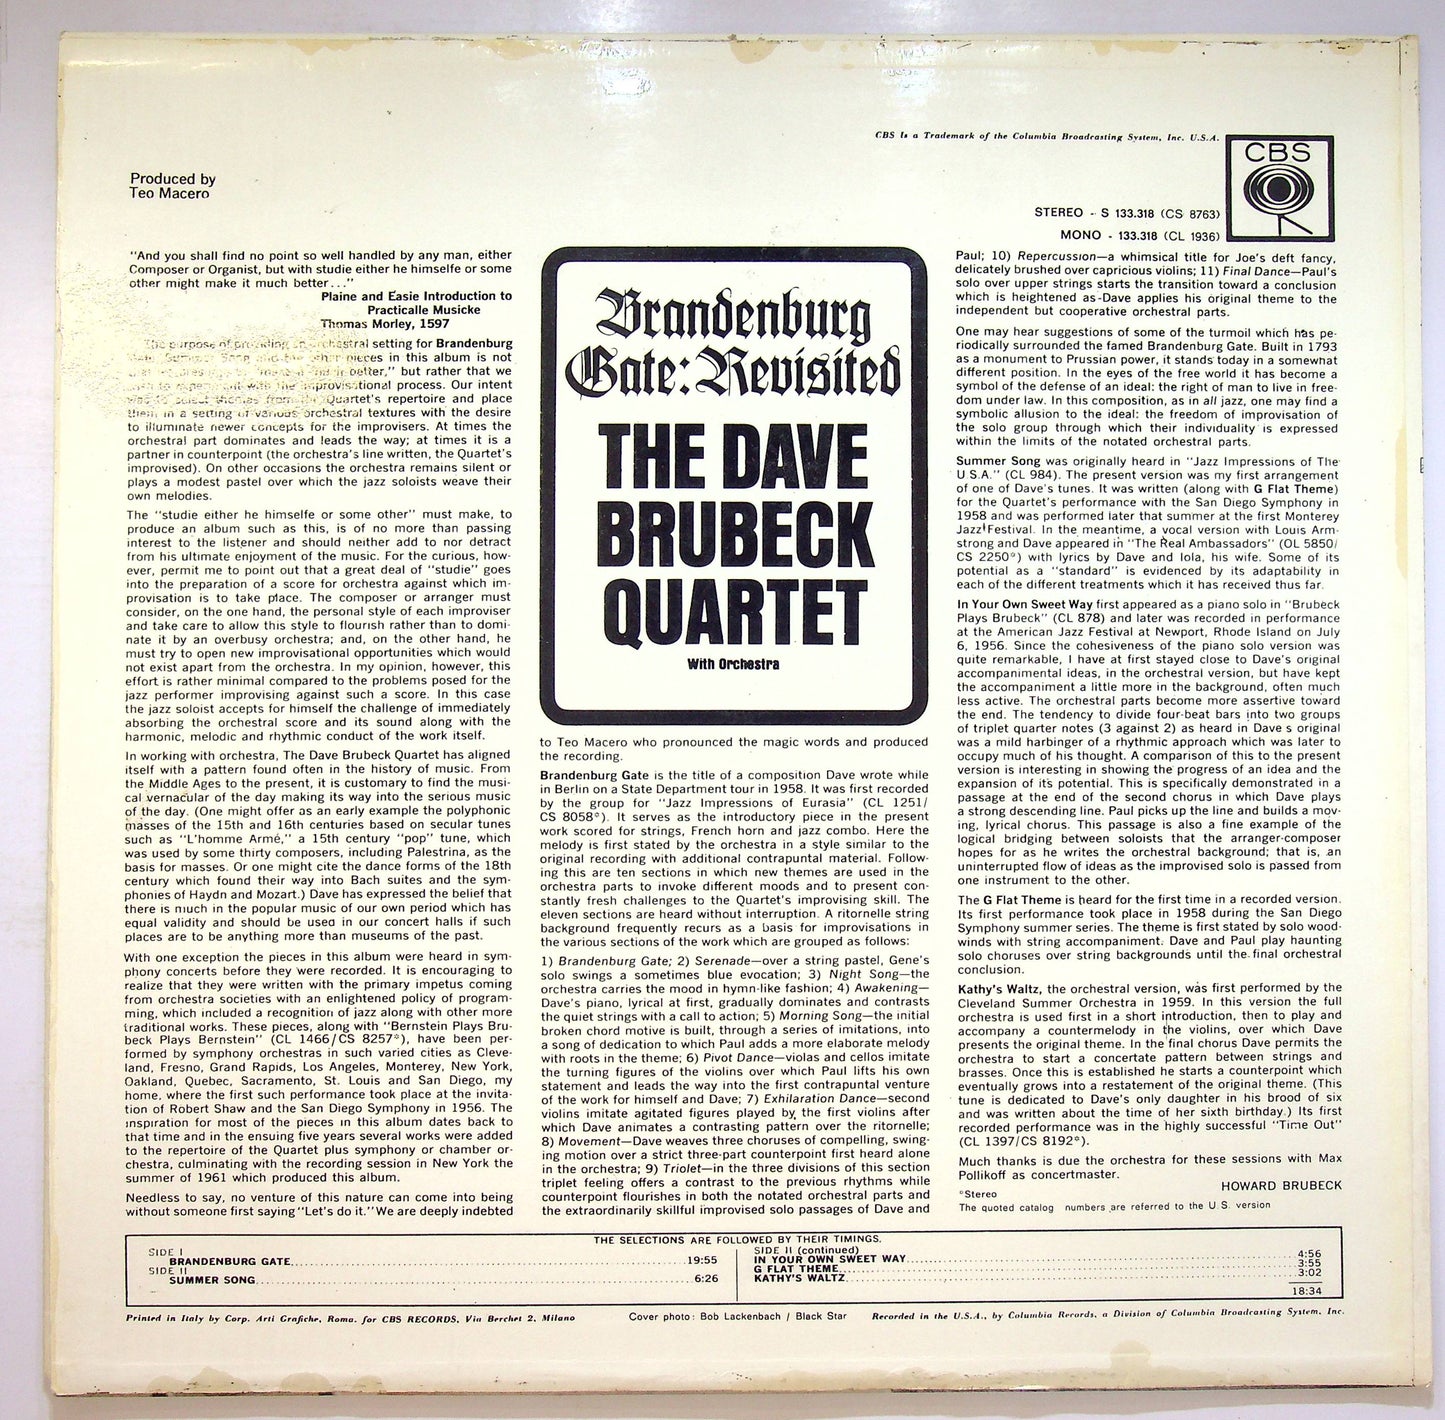 CBS Is a Trademark of the Columbia Broadcasting System, Inc. U.S.A.
CBS
Produced by
Teo Macero
STEREO - S 133.318 (CS 8763)
MONO - 133.318 (CL 1936)
"And you shall find no point so well handled by any man, either
Composer or Organist, but with studie either he himselfe or some
other might make it much better..."
Plaine and Easie Introduction to
Practicalle Musicke
Thomas Morley, 1597
The purpose of providing an orchestral setting for Brandenburg
Gate, Summer Song and the other pieces in this album is not
better," but rather that we
with the improvisational process. Our intent
was to select themes from the Quartet's repertoire and place
them in a setting of various orchestral textures with the desire
to illuminate newer concepts for the improvisers. At times the
orchestral part dominates and leads the way; at times it is a
partner in counterpoint (the orchestra's line written, the Quartet's
improvised). On other occasions the orchestra remains silent or
plays a modest pastel over which the jazz soloists weave their
own melodies.
The "studie either he himselfe or some other" must make, to
produce an album such as this, is of no more than passing
interest to the listener and should neither add to nor detract
from his ultimate enjoyment of the music. For the curious, how-
ever, permit me to point out that a great deal of "studie" goes
into the preparation of a score for orchestra against which im-
provisation is to take place. The composer or arranger must
consider, on the one hand, the personal style of each improviser
and take care to allow this style to flourish rather than to domi-
nate it by an overbusy orchestra; and, on the other hand, he
must try to open new improvisational opportunities which would
not exist apart from the orchestra. In my opinion, however, this
effort is rather minimal compared to the problems posed for the
jazz performer improvising against such a score. In this case
the jazz soloist accepts for himself the challenge of immediately
absorbing the orchestral score and its sound along with the
harmonic, melodic and rhythmic conduct of the work itself.
In working with orchestra, The Dave Brubeck Quartet has aligned
itself with a pattern found often in the history of music. From
the Middle Ages to the present, it is customary to find the musi-
cal vernacular of the day making its way into the serious music
of the day. (One might offer as an early example the polyphonic
masses of the 15th and 16th centuries based on secular tunes
such as "L'homme Armé," a 15th century "pop" tune, which
was used by some thirty composers, including Palestrina, as the
basis for masses. Or one might cite the dance forms of the 18th
century which found their way into Bach suites and the sym-
phonies of Haydn and Mozart.) Dave has expressed the belief that
there is much in the popular music of our own period which has
equal validity and should be used in our concert halls if such
places are to be anything more than museums of the past.
With one exception the pieces in this album were heard in sym-
phony concerts before they were recorded. It is encouraging to
realize that they were written with the primary impetus coming
from orchestra societies with an enlightened policy of program-
ming, which included a recognition of jazz along with other more
traditional works. These pieces, along with "Bernstein Plays Bru-
beck Plays Bernstein" (CL 1466/CS 8257*), have been per-
formed by symphony orchestras in such varied cities as Cleve-
land, Fresno, Grand Rapids, Los Angeles, Monterey, New York,
Oakland, Quebec, Sacramento, St. Louis and San Diego, my
home, where the first such performance took place at the invita-
tion of Robert Shaw and the San Diego Symphony in 1956. The
inspiration for most of the pieces in this album dates back to
that time and in the ensuing five years several works were added
to the repertoire of the Quartet plus symphony or chamber or-
chestra, culminating with the recording session in New York the
summer of 1961 which produced this album.
Needless to say, no venture of this nature can come into being
without someone first saying "Let's do it." We are deeply indebted
Brandenburg
Gate: Revisited
THE DAVE
BRUBECK
QUARTET
With Orchestra
to Teo Macero who pronounced the magic words and produced
the recording.
Brandenburg Gate is the title of a composition Dave wrote while
in Berlin on a State Department tour in 1958. It was first recorded
by the group for "Jazz Impressions of Eurasia" (CL 1251/
CS 8058*). It serves as the introductory piece in the present
work scored for strings, French horn and jazz combo. Here the
melody is first stated by the orchestra in a style similar to the
original recording with additional contrapuntal material. Follow-
ing this are ten sections in which new themes are used in the
orchestra parts to invoke different moods and to present con-
stantly fresh challenges to the Quartet's improvising skill. The
eleven sections are heard without interruption. A ritornelle string
background frequently recurs as a basis for improvisations in
the various sections of the work which are grouped as follows:
1) Brandenburg Gate; 2) Serenade—over a string pastel, Gene's
solo swings a sometimes blue evocation; 3) Night Song—the
orchestra carries the mood in hymn-like fashion; 4) Awakening—
Dave's piano, lyrical at first, gradually dominates and contrasts
the quiet strings with a call to action; 5) Morning Song—the initial
broken chord motive is built, through a series of imitations, into
a song of dedication to which Paul adds a more elaborate melody
with roots in the theme; 6) Pivot Dance—violas and cellos imitate
the turning figures of the violins over which Paul lifts his own
statement and leads the way into the first contrapuntal venture
of the work for himself and Dave; 7) Exhilaration Dance—second
violins imitate agitated figures played by the first violins after
which Dave animates a contrasting pattern over the ritornelle;
8) Movement—Dave weaves three choruses of compelling, swing-
ing motion over a strict three-part counterpoint first heard alone
in the orchestra; 9) Triolet—in the three divisions of this section
triplet feeling offers a contrast to the previous rhythms while
counterpoint flourishes in both the notated orchestral parts and
the extraordinarily skillful improvised solo passages of Dave and
Paul; 10) Repercussion—a whimsical title for Joe's deft fancy,
delicately brushed over capricious violins; 11) Final Dance—Paul's
solo over upper strings starts the transition toward a conclusion
which is heightened as Dave applies his original theme to the
independent but cooperative orchestral parts.
One may hear suggestions of some of the turmoil which has pe-
riodically surrounded the famed Brandenburg Gate. Built in 1793
as a monument to Prussian power, it stands today in a somewhat
different position. In the eyes of the free world it has become a
symbol of the defense of an ideal: the right of man to live in free-
dom under law. In this composition, as in all jazz, one may find a
symbolic allusion to the ideal: the freedom of improvisation of
the solo group through which their individuality is expressed
within the limits of the notated orchestral parts.
Summer Song was originally heard in "Jazz Impressions of The
U.S.A." (CL 984). The present version was my first arrangement
of one of Dave's tunes. It was written (along with G Flat Theme)
for the Quartet's performance with the San Diego Symphony in
1958 and was performed later that summer at the first Monterey
Jazz Festival. In the meantime, a vocal version with Louis Arm-
strong and Dave appeared in "The Real Ambassadors" (OL 5850/
CS 2250*) with lyrics by Dave and Iola, his wife. Some of its
potential as a "standard" is evidenced by its adaptability in
each of the different treatments which it has received thus far.
In Your Own Sweet Way first appeared as a piano solo in "Brubeck
Plays Brubeck" (CL 878) and later was recorded in performance
at the American Jazz Festival at Newport, Rhode Island on July
6, 1956. Since the cohesiveness of the piano solo version was
quite remarkable, I have at first stayed close to Dave's original
accompanimental ideas, in the orchestral version, but have kept
the accompaniment a little more in the background, often much
less active. The orchestral parts become more assertive toward
the end. The tendency to divide four-beat bars into two groups
of triplet quarter notes (3 against 2) as heard in Dave s original
was a mild harbinger of a rhythmic approach which was later to
occupy much of his thought. A comparison of this to the present
version is interesting in showing the progress of an idea and the
expansion of its potential. This is specifically demonstrated in a
passage at the end of the second chorus in which Dave plays
a strong descending line. Paul picks up the line and builds a mov-
ing, lyrical chorus. This passage is also a fine example of the
logical bridging between soloists that the arranger-composer
hopes for as he writes the orchestral background; that is, an
uninterrupted flow of ideas as the improvised solo is passed from
one instrument to the other.
The G Flat Theme is heard for the first time in a recorded version.
Its first performance took place in 1958 during the San Diego
Symphony summer series. The theme is first stated by solo wood-
winds with string accompaniment. Dave and Paul play haunting
solo choruses over string backgrounds until the final orchestral
conclusion.
Kathy's Waltz, the orchestral version, was first performed by the
Cleveland Summer Orchestra in 1959. In this version the full
orchestra is used first in a short introduction, then to play and
accompany a countermelody in the violins, over which Dave
presents the original theme. In the final chorus Dave permits the
orchestra to start a concertate pattern between strings and
brasses. Once this is established he starts a counterpoint which
eventually grows into a restatement of the original theme. (This
tune is dedicated to Dave's only daughter in his brood of six
and was written about the time of her sixth birthday.) Its first
recorded performance was in the highly successful "Time Out"
(CL 1397/CS 8192*).
Much thanks is due the orchestra for these sessions with Max
Pollikoff as concertmaster.
HOWARD BRUBECK
*Stereo
The quoted catalog numbers are referred to the U.S. version
THE SELECTIONS ARE FOLLOWED BY THEIR TIMINGS.
SIDE I
BRANDENBURG GATE 19:55
SIDE II
SUMMER SONG 6:26
SIDE II (continued)
IN YOUR OWN SWEET WAY 4:56
G FLAT THEME 3:55
KATHY'S WALTZ 3:02
18:34
Printed in Italy by Corp. Arti Grafiche, Roma. for CBS RECORDS, Via Berchet 2, Milano
Cover photo: Bob Lackenbach / Black Star
Recorded in the U.S.A., by Columbia Records, a Division of Columbia Broadcasting System, Inc.